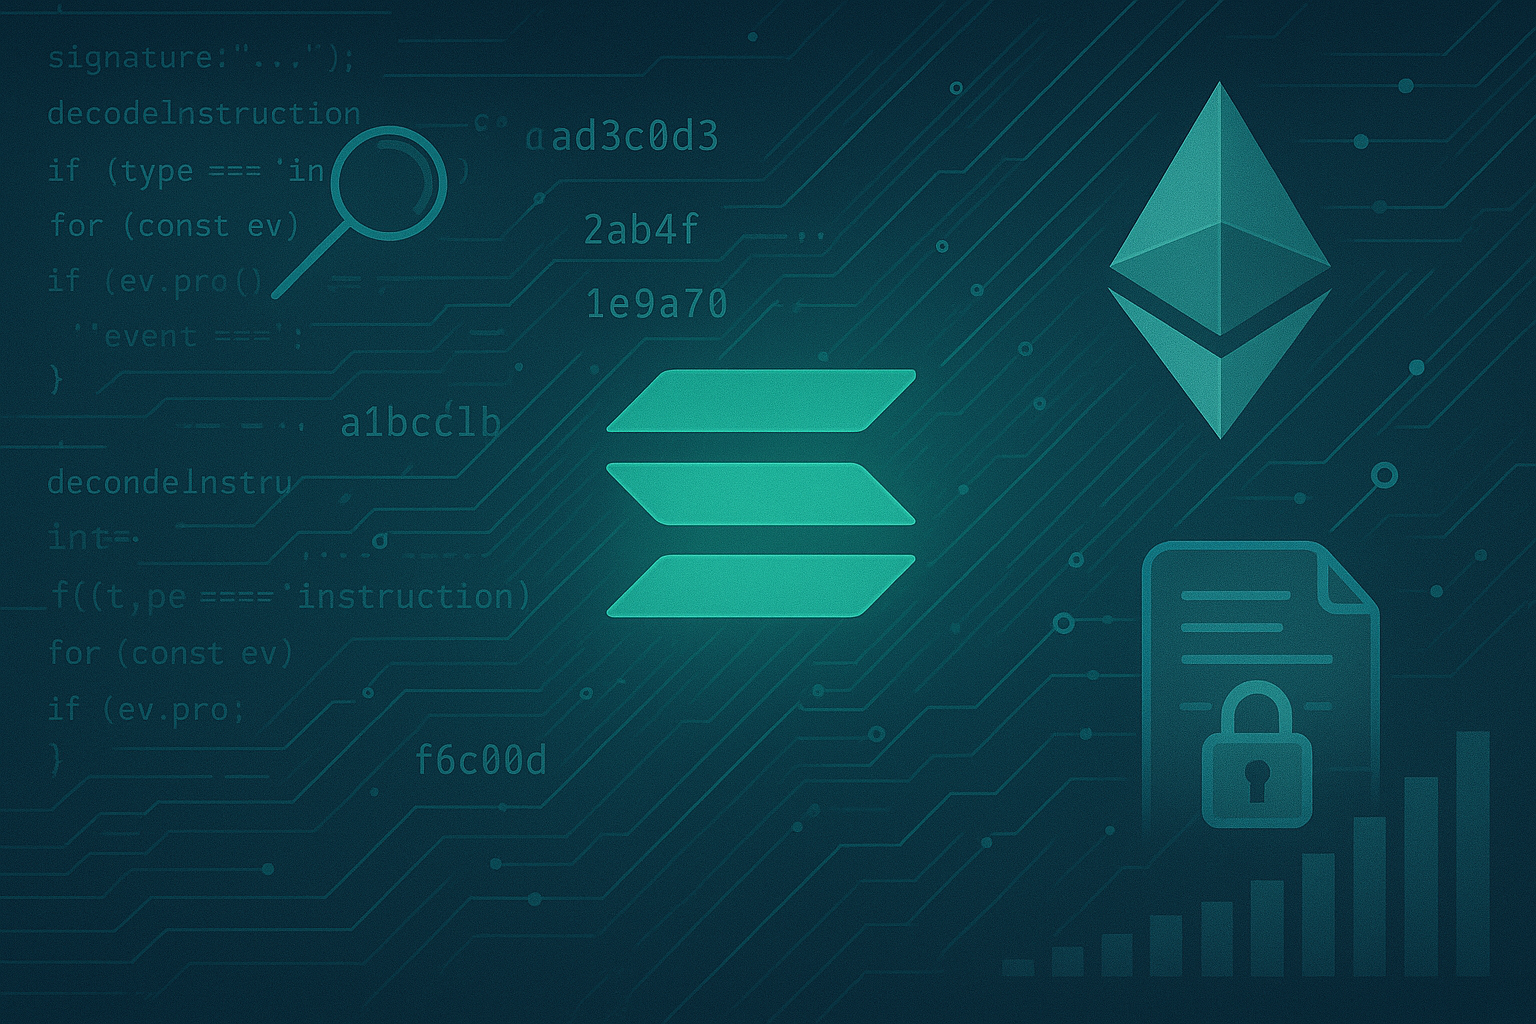 signature:"...");
decodelnstruction
if (type === 'in )
for (const ev)
if (ev.pro()
''event ===':
}
decondelnstru
int=
f((t,pe ====‘instruction)
for (const ev)
if (ev.pro;
}
aad3c0d3
2ab4f
1e9a70
a1bcclb
f6c00d